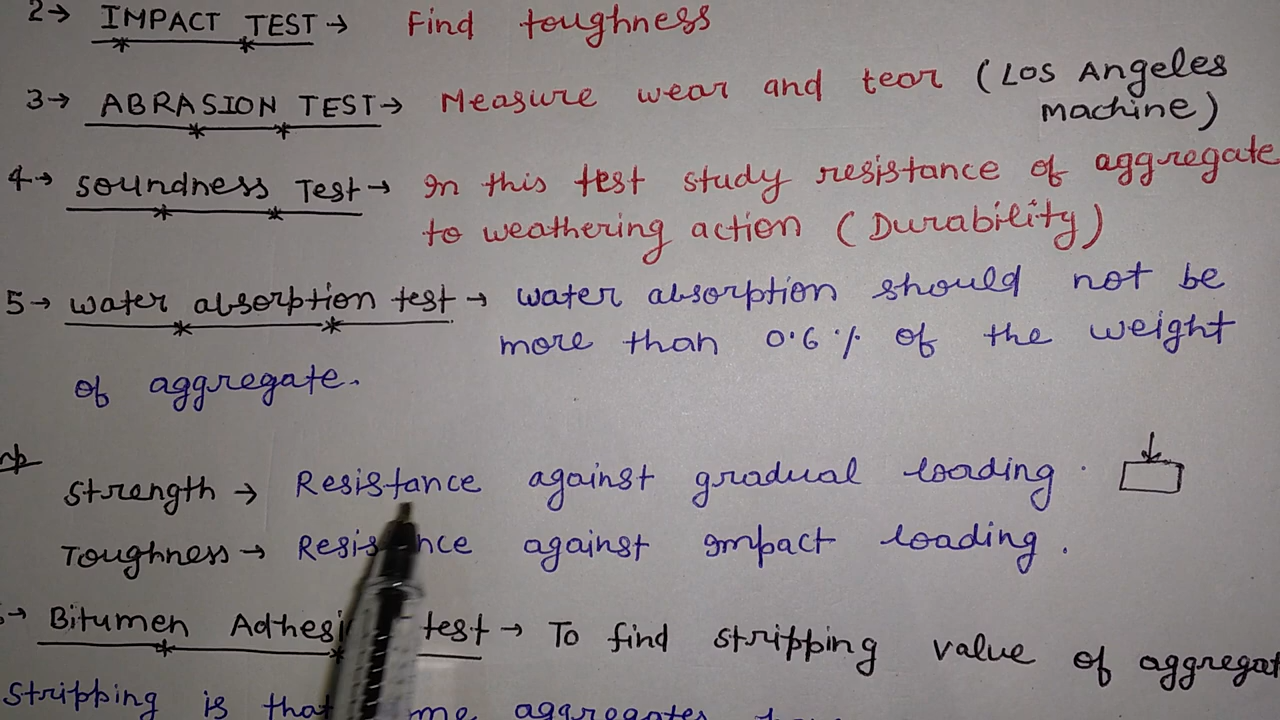 2→ IMPACT TEST → Find toughness
3→ ABRASION TEST→ Measure wear and tear (Los Angeles
machine)
4→ Soundness Test → In this test study resistance of aggregate
to weathering action (Durability)
5→ water absorption test → water absorption should not be
more than 0.6% of the weight
of aggregate.
Strength → Resistance against gradual loading.
Toughness → Resistance against impact loading.
→ Bitumen Adhesi test → To find stripping value of aggregat
Stripping is that aggregates